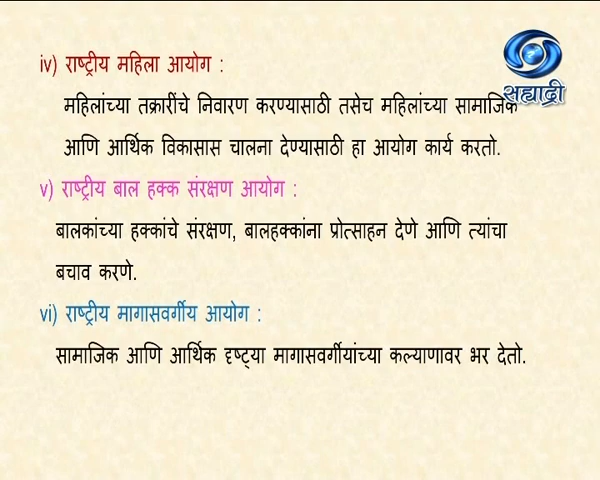 iv) राष्ट्रीय महिला आयोग :
सह्याद्री
महिलांच्या तक्रारींचे निवारण करण्यासाठी तसेच महिलांच्या सामाजिक
आणि आर्थिक विकासास चालना देण्यासाठी हा आयोग कार्य करतो.
v) राष्ट्रीय बाल हक्क संरक्षण आयोग :
बालकांच्या हक्कांचे संरक्षण, बालहक्कांना प्रोत्साहन देणे आणि त्यांचा
बचाव करणे.
vi) राष्ट्रीय मागासवर्गीय आयोग :
सामाजिक आणि आर्थिक दृष्ट्या मागासवर्गीयांच्या कल्याणावर भर देतो.